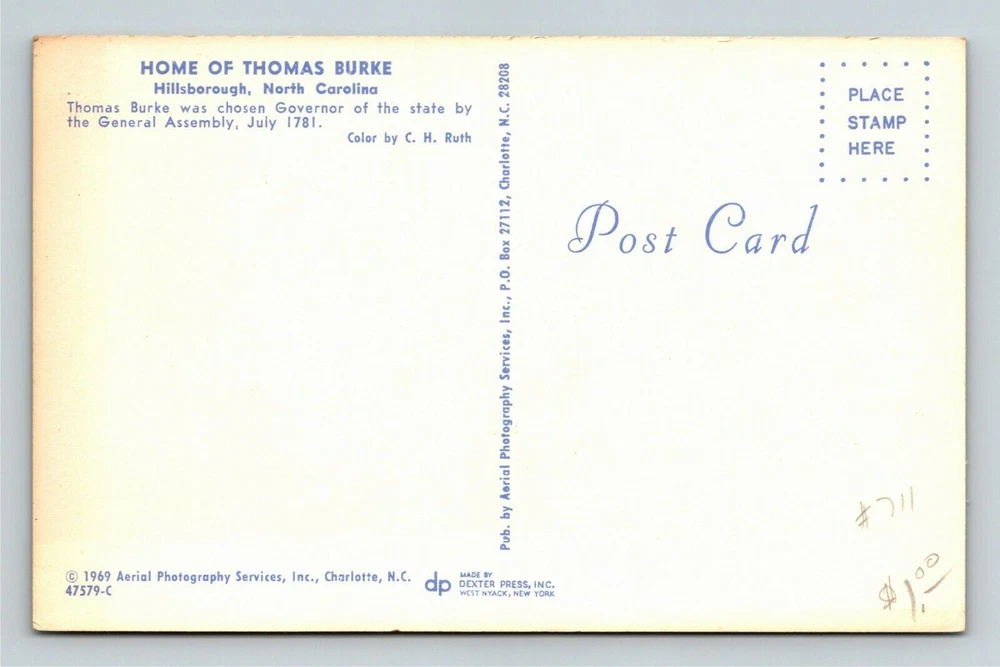 HOME OF THOMAS BURKE
Hillsborough, North Carolina
Thomas Burke was chosen Governor of the state by
the General Assembly, July 1781.
Color by C. H. Ruth
Pub. by Aerial Photography Services, Inc., P.O. Box 27112, Charlotte, N.C. 28208
PLACE
STAMP
HERE
Post Card
© 1969 Aerial Photography Services, Inc., Charlotte, N.C.
47579-C
dp
MADE BY
DEXTER PRESS, INC.
WEST NYACK, NEW YORK
#711
$1.00